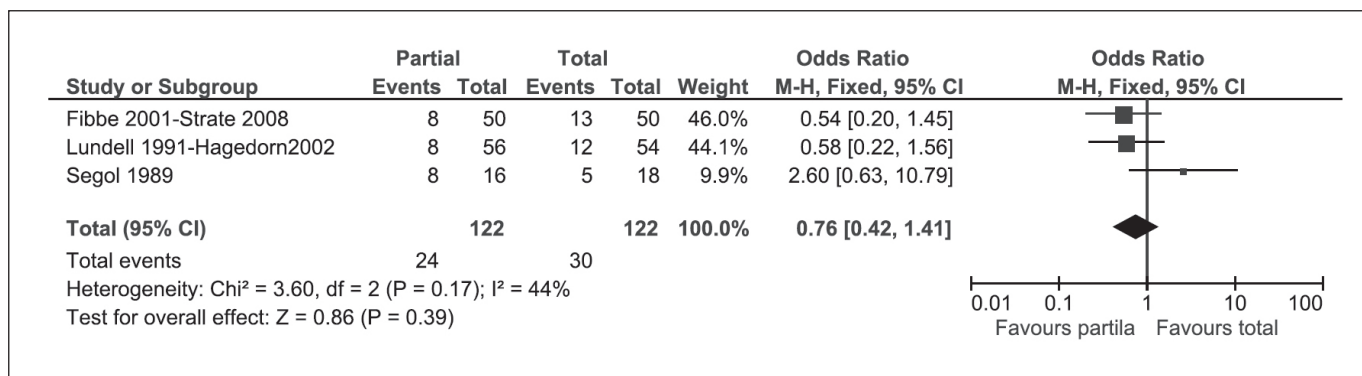 Partial Total Odds Ratio Odds Ratio
Study or Subgroup Events Total Events Total Weight M-H, Fixed, 95% CI M-H, Fixed, 95% CI
Fibbe 2001-Strate 2008 8 50 13 50 46.0% 0.54 [0.20, 1.45]
Lundell 1991-Hagedorn2002 8 56 12 54 44.1% 0.58 [0.22, 1.56]
Segol 1989 8 16 5 18 9.9% 2.60 [0.63, 10.79]
Total (95% CI) 122 122 100.0% 0.76 [0.42, 1.41]
Total events 24 30
Heterogeneity: Chi² = 3.60, df = 2 (P = 0.17); I² = 44%
Test for overall effect: Z = 0.86 (P = 0.39)
0.01 0.1 1 10 100
Favours partila Favours total